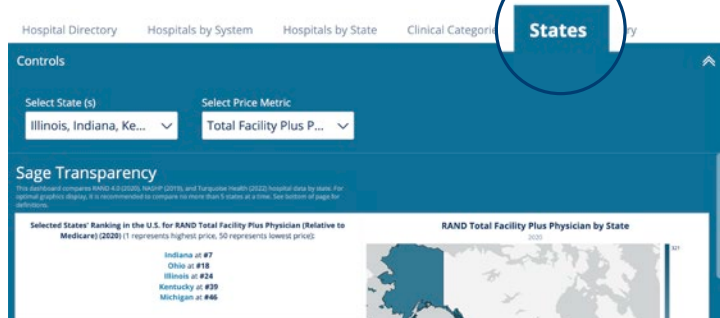 Hospital Directory Hospitals by System Hospitals by State Clinical Categorie States ry
Controls
Select State (s) Select Price Metric
Illinois, Indiana, Ke... Total Facility Plus P...
Sage Transparency
This dashboard compares RAND 4.0 (2020), NASHP (2019), and Turquoise Health (2022) hospital data by state. For
optimal graphics display, it is recommended to compare no more than 5 states at a time. See bottom of page for
definitions.
Selected States' Ranking in the U.S. for RAND Total Facility Plus Physician (Relative to
Medicare) (2020) (1 represents highest price, 50 represents lowest price):
Indiana at #7
Ohio at #18
Illinois at #24
Kentucky at #39
Michigan at #46
RAND Total Facility Plus Physician by State
2020
321